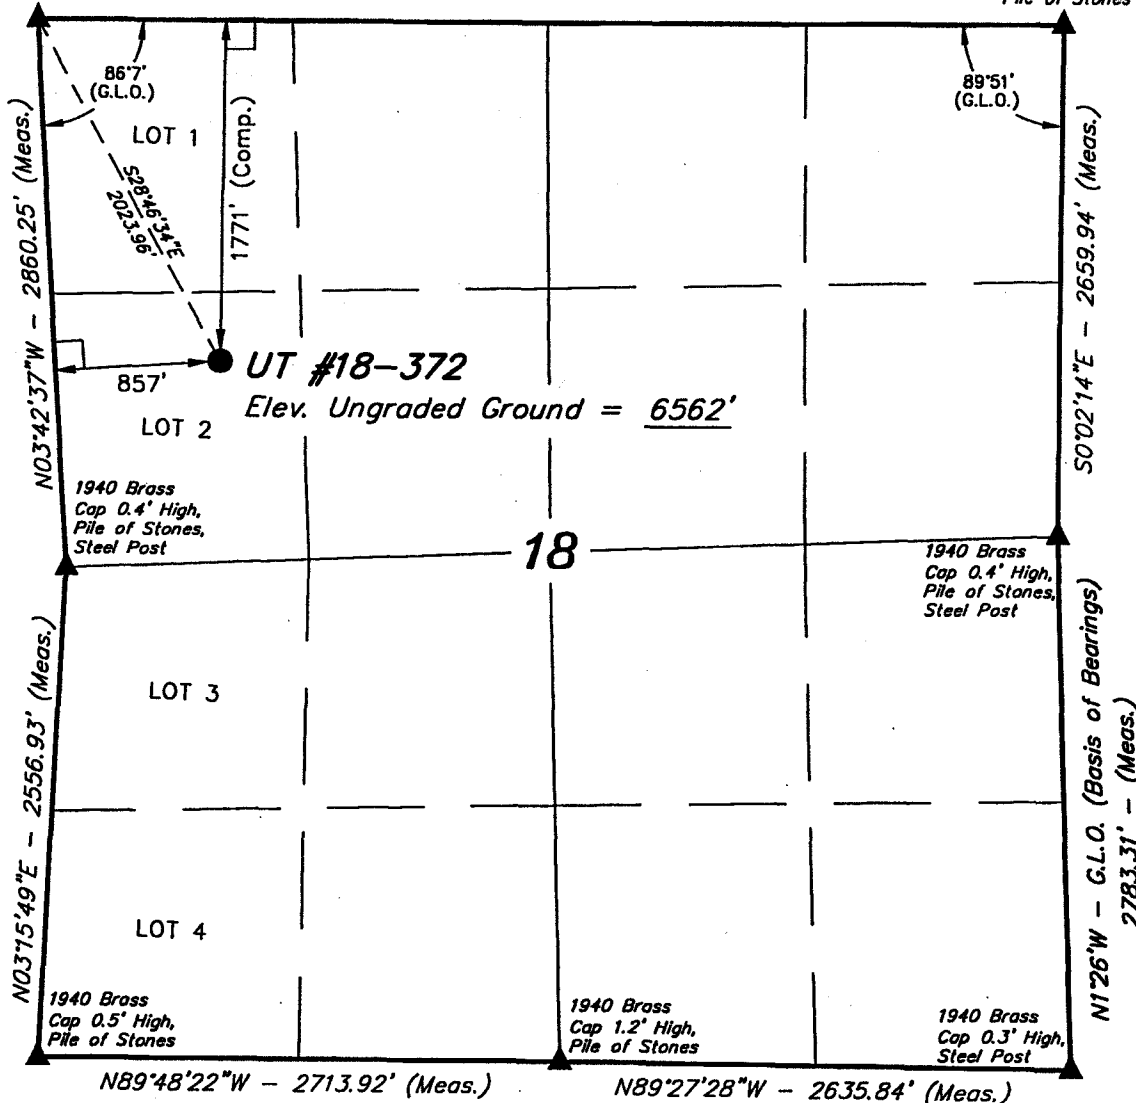 Pile of Stones
86°7'
(G.L.O.)
89°51'
(G.L.O.)
LOT 1
1771' (Comp.)
S28°46'34"E
2023.96'
N03°42'37"W - 2860.25' (Meas.)
S0°02'14"E - 2659.94' (Meas.)
857'
UT #18-372
Elev. Ungraded Ground = 6562'
LOT 2
1940 Brass
Cap 0.4' High,
Pile of Stones,
Steel Post
18
1940 Brass
Cap 0.4' High,
Pile of Stones,
Steel Post
N03°15'49"E - 2556.93' (Meas.)
LOT 3
N1°26'W - G.L.O. (Basis of Bearings)
2783.31' - (Meas.)
LOT 4
1940 Brass
Cap 0.5' High,
Pile of Stones
1940 Brass
Cap 1.2' High,
Pile of Stones
1940 Brass
Cap 0.3' High,
Steel Post
N89°48'22"W - 2713.92' (Meas.)
N89°27'28"W - 2635.84' (Meas.)